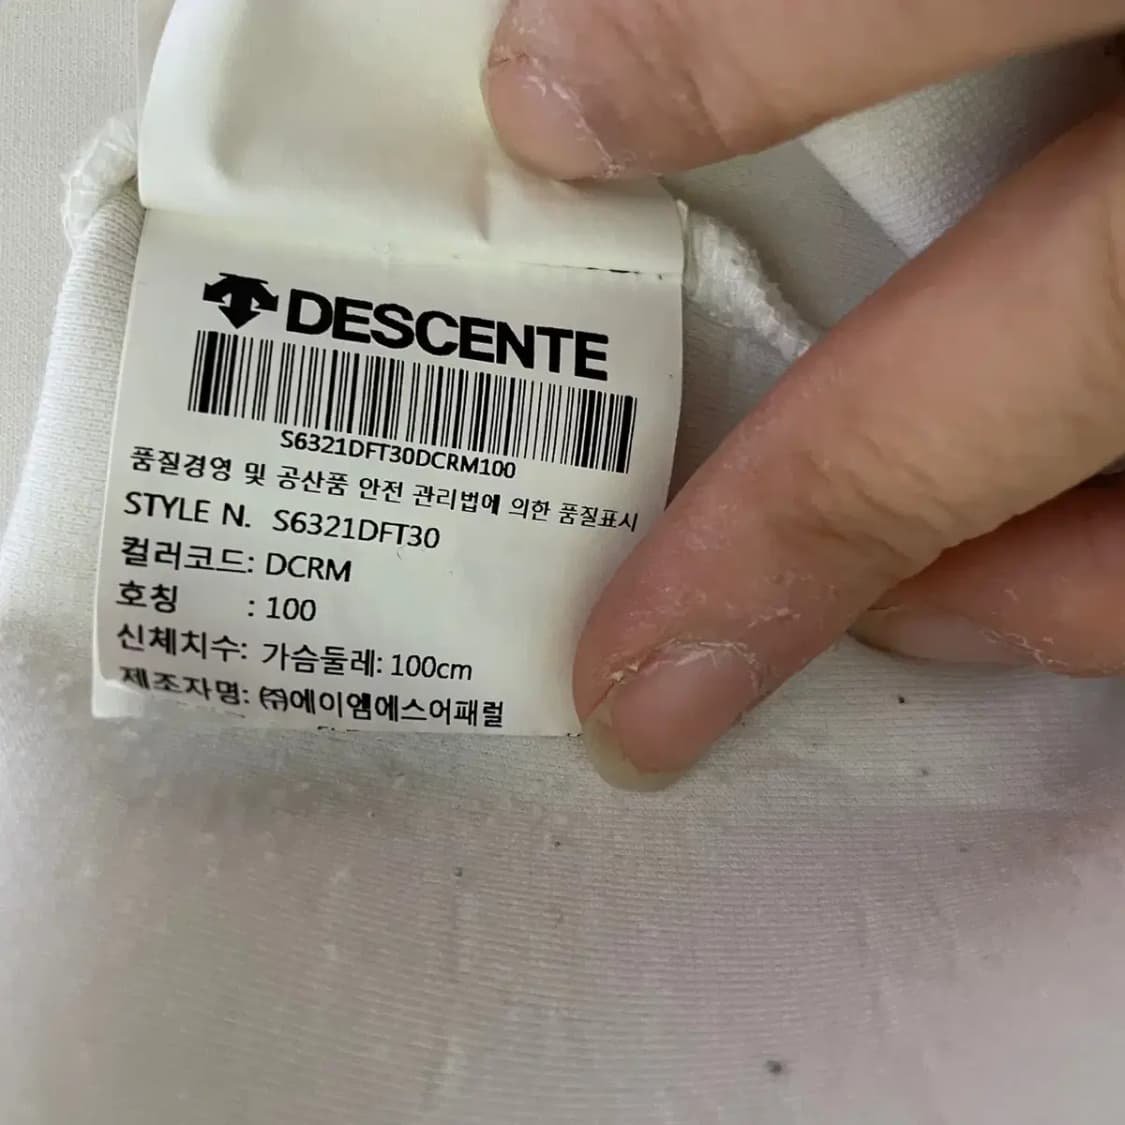 DESCENTE
S6321DFT30DCRM100
품질경영 및 공산품 안전 관리법에 의한 품질표시
STYLE N. S6321DFT30
컬러코드: DCRM
호칭 : 100
신체치수: 가슴둘레: 100cm
제조자명: ㈜에이엠에스어패럴